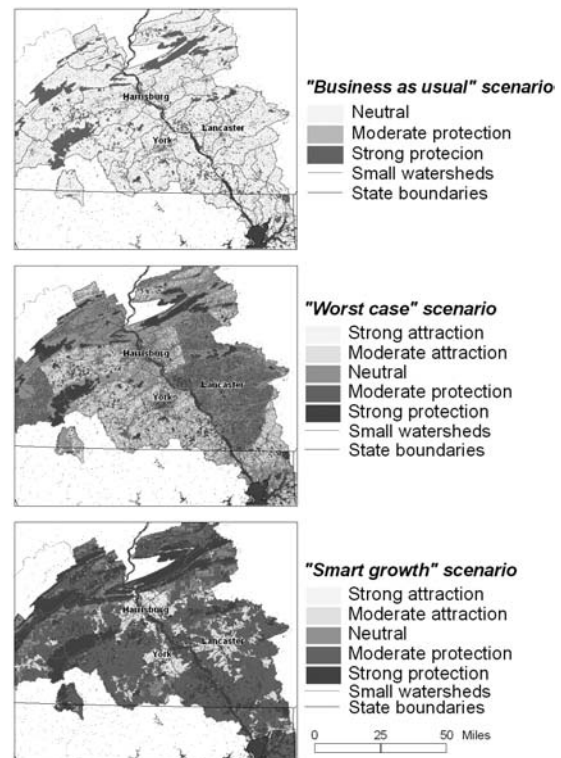 Harrisburg
Lancaster
York
"Business as usual" scenario
Neutral
Moderate protection
Strong protecion
Small watersheds
State boundaries
Harrisburg
Lancaster
York
"Worst case" scenario
Strong attraction
Moderate attraction
Neutral
Moderate protection
Strong protection
Small watersheds
State boundaries
Harrisburg
Lancaster
York
"Smart growth" scenario
Strong attraction
Moderate attraction
Neutral
Moderate protection
Strong protection
Small watersheds
State boundaries
0 25 50 Miles